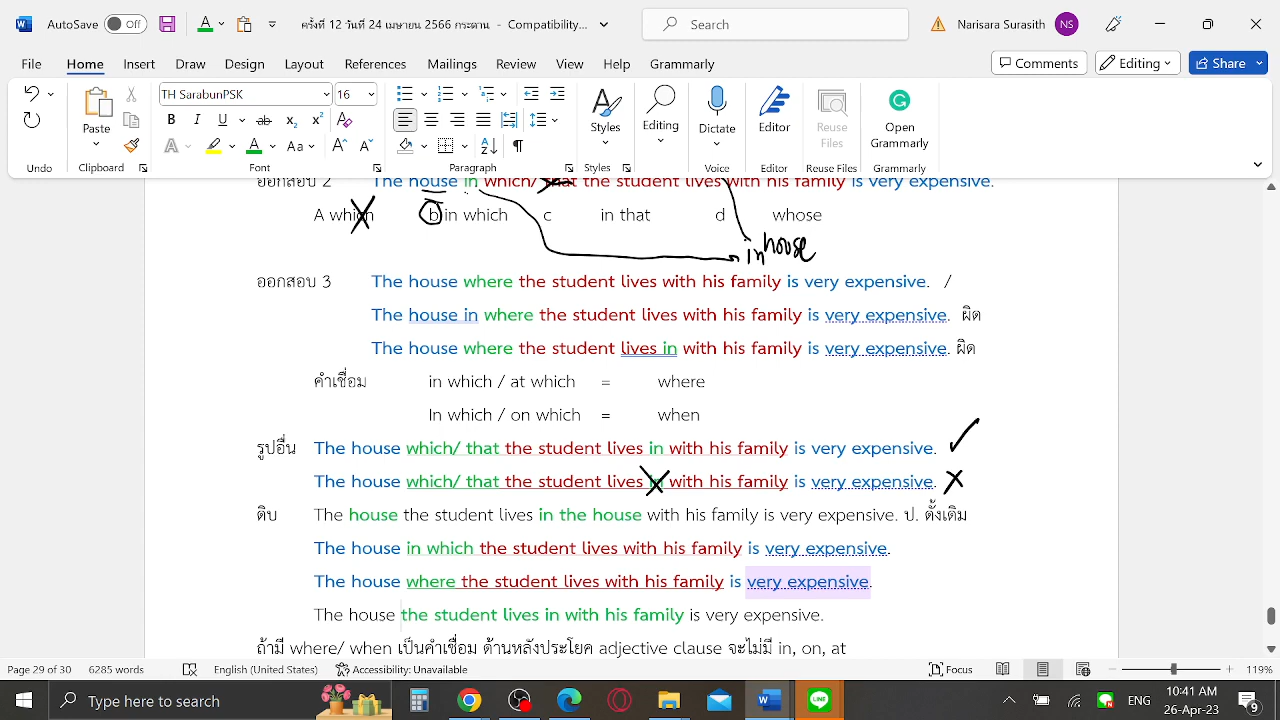 AutoSave Off ครั้งที่ 12 วันที่ 24 เมษายน 2566 กระดาน - Compatibility... Search Narisara Surasith NS
File Home Insert Draw Design Layout References Mailings Review View Help Grammarly Comments Editing Share
TH SarabunPSK 16
Paste Styles Editing Dictate Editor Reuse Files Open Grammarly
Undo Clipboard Font Paragraph Styles Voice Editor Reuse Files Grammarly
ออกสอบ 2 The house in which/ that the student lives with his family is very expensive.
A which b in which c in that d whose
in house
ออกสอบ 3 The house where the student lives with his family is very expensive. /
The house in where the student lives with his family is very expensive. ผิด
The house where the student lives in with his family is very expensive. ผิด
คำเชื่อม in which / at which = where
In which / on which = when
รูปอื่น The house which/ that the student lives in with his family is very expensive.
The house which/ that the student lives in with his family is very expensive.
ดิบ The house the student lives in the house with his family is very expensive. ป. ตั้งเดิม
The house in which the student lives with his family is very expensive.
The house where the student lives with his family is very expensive.
The house the student lives in with his family is very expensive.
ถ้ามี where/ when เป็นคำเชื่อม ด้านหลังประโยค adjective clause จะไม่มี in, on, at
Page 29 of 30 6285 words English (United States) Accessibility: Unavailable Focus 119%
Type here to search ENG 10:41 AM
26-Apr-23 9